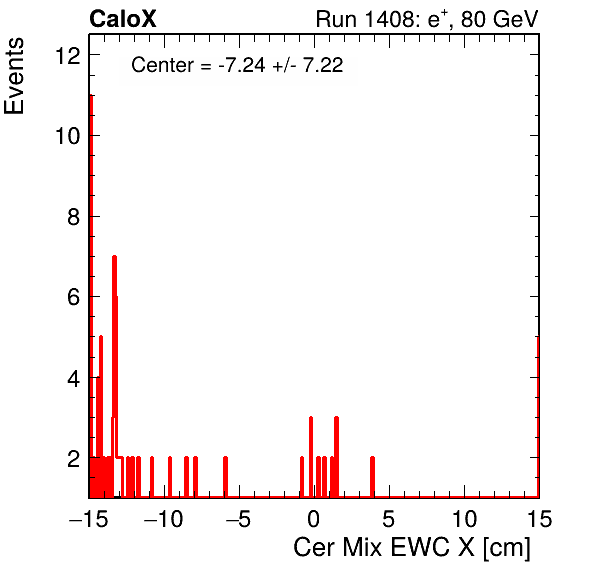 CaloX
Run 1408: e+, 80 GeV
Events
Center = -7.24 +/- 7.22
12
10
8
6
4
2
−15 −10 −5 0 5 10 15
Cer Mix EWC X [cm]